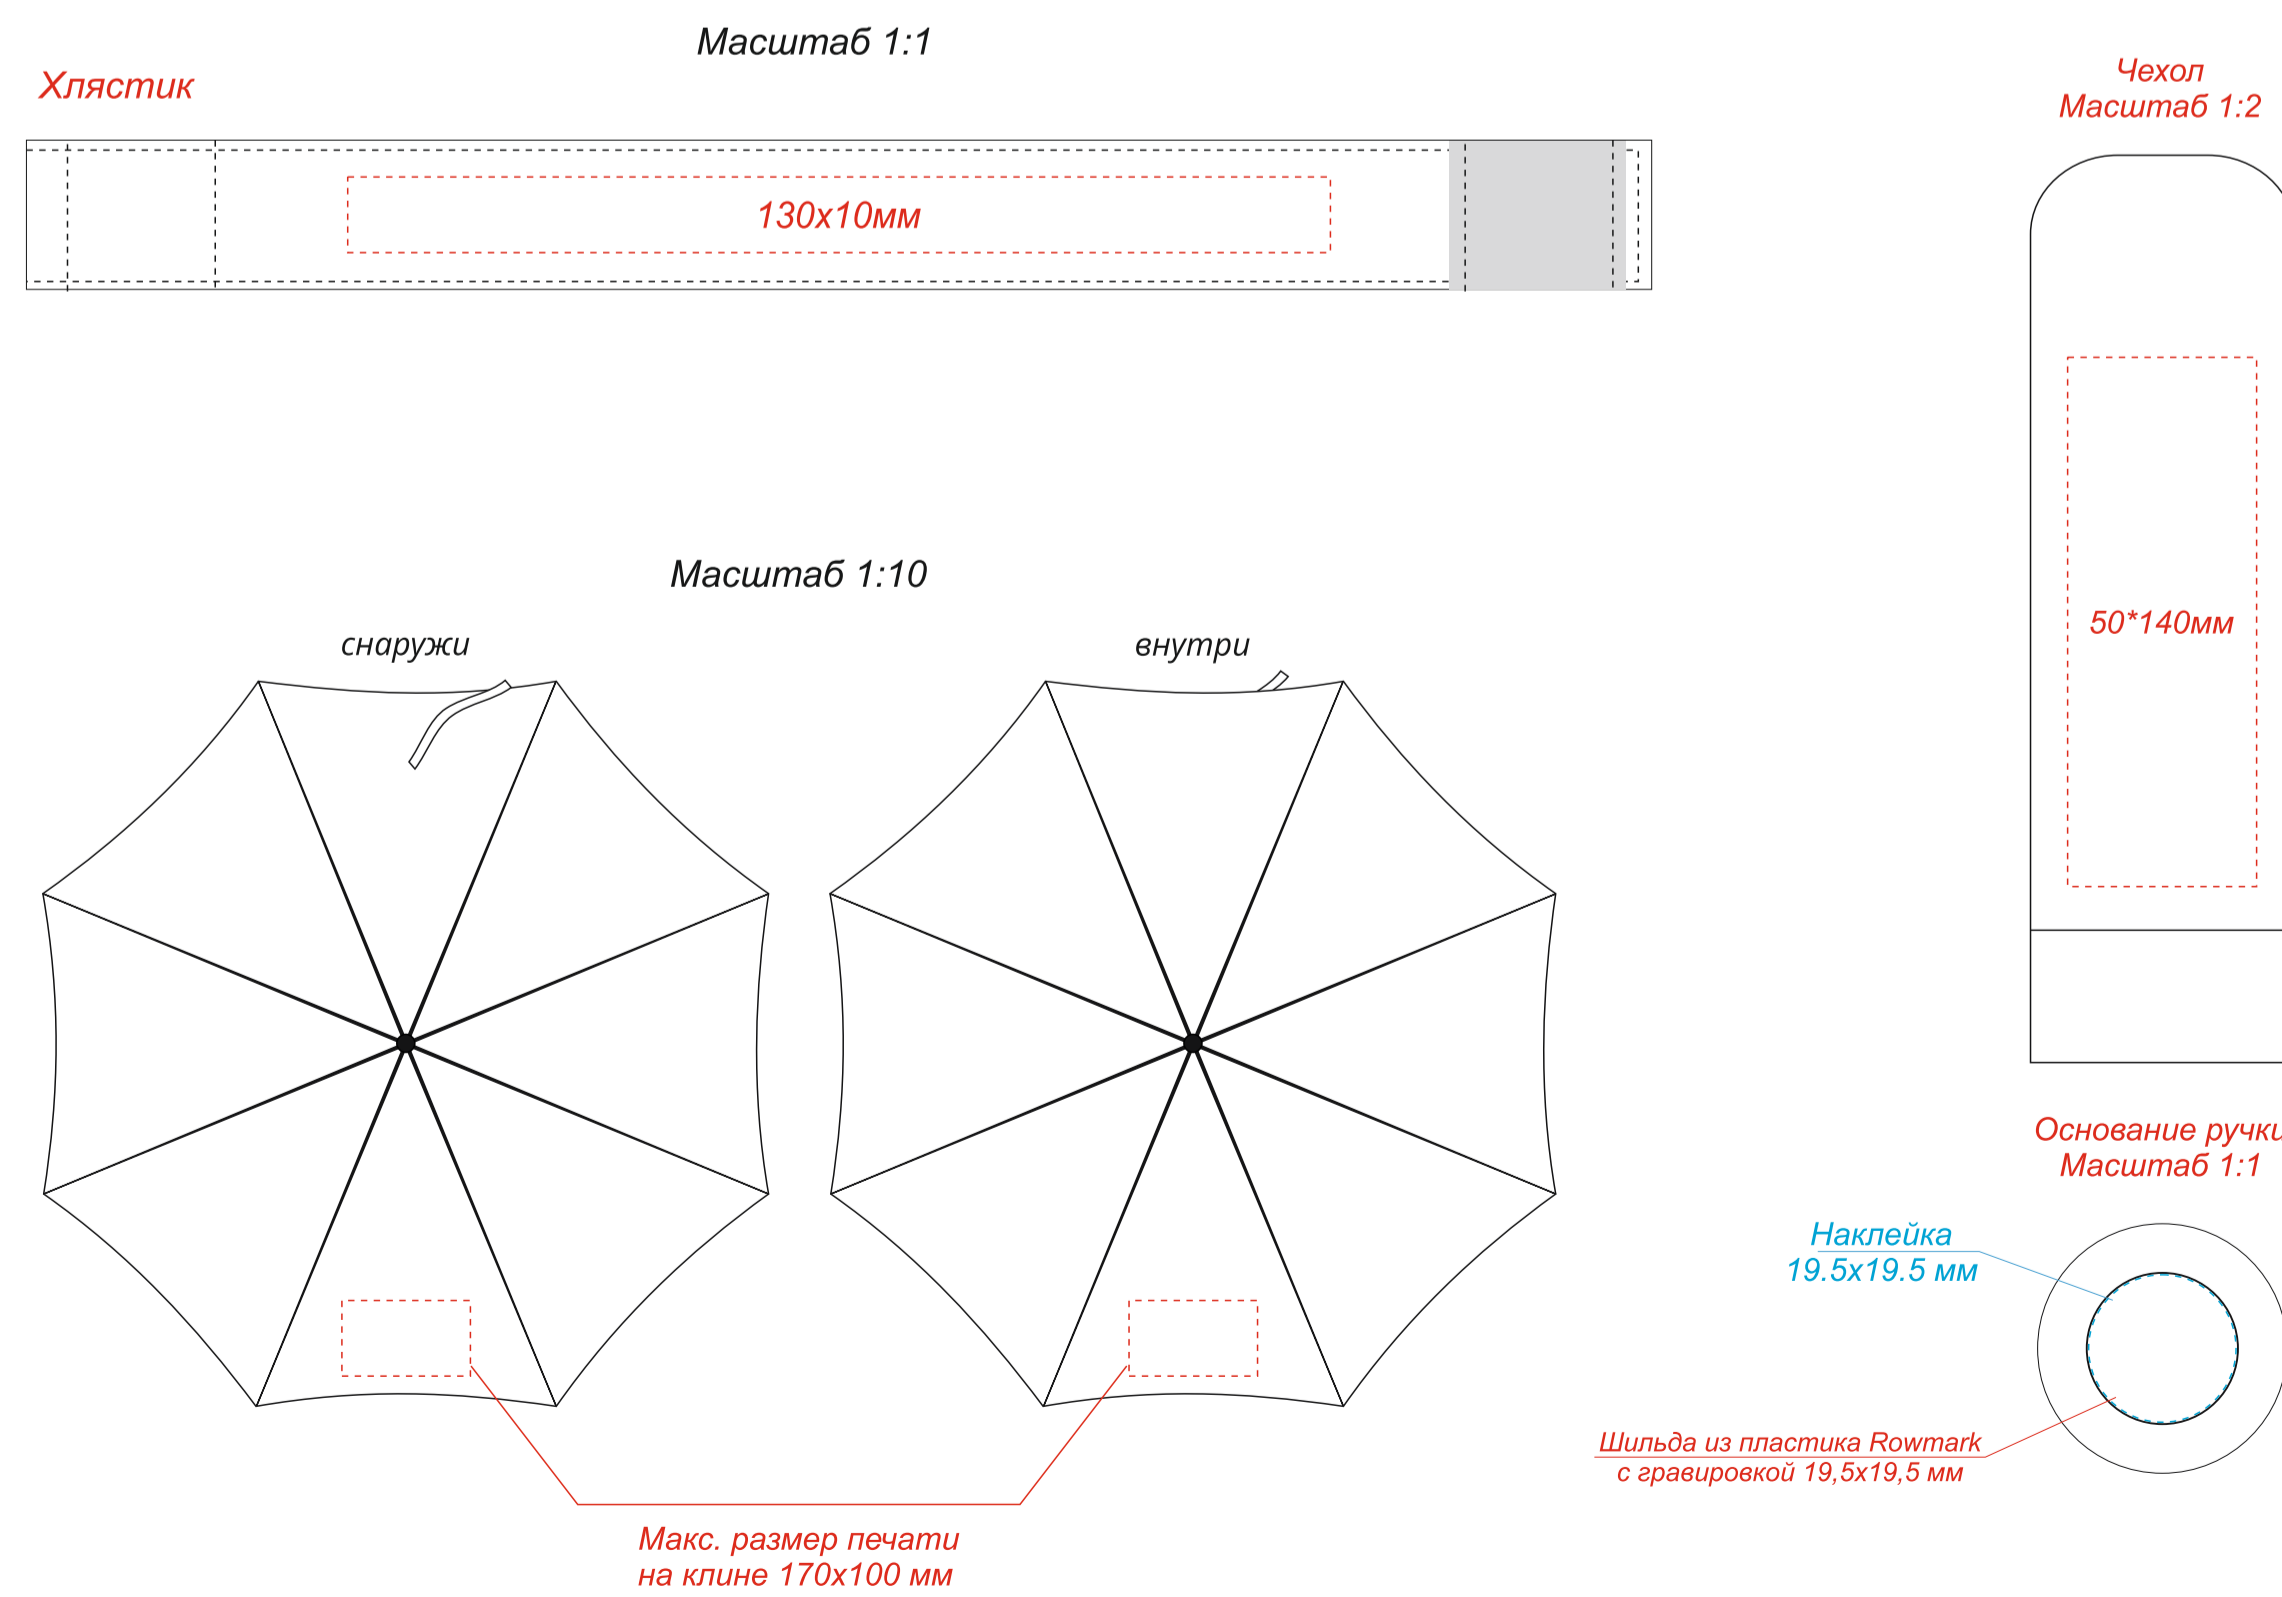 Масштаб 1:1
Хлястик
130х10мм
Чехол
Масштаб 1:2
50*140мм
Масштаб 1:10
снаружи
внутри
Макс. размер печати
на клине 170х100 мм
Основание ручки
Масштаб 1:1
Наклейка
19.5х19.5 мм
Шильда из пластика Rowmark
с гравировкой 19,5х19,5 мм